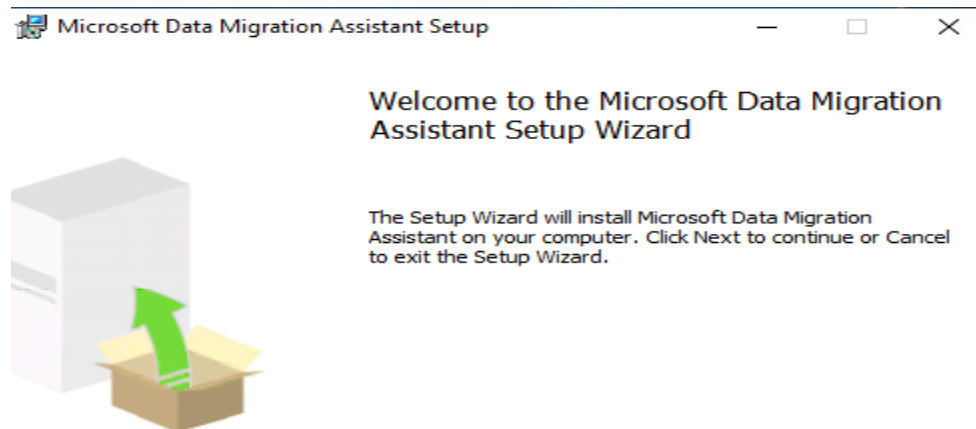 Microsoft Data Migration Assistant Setup
Welcome to the Microsoft Data Migration
Assistant Setup Wizard
The Setup Wizard will install Microsoft Data Migration
Assistant on your computer. Click Next to continue or Cancel
to exit the Setup Wizard.